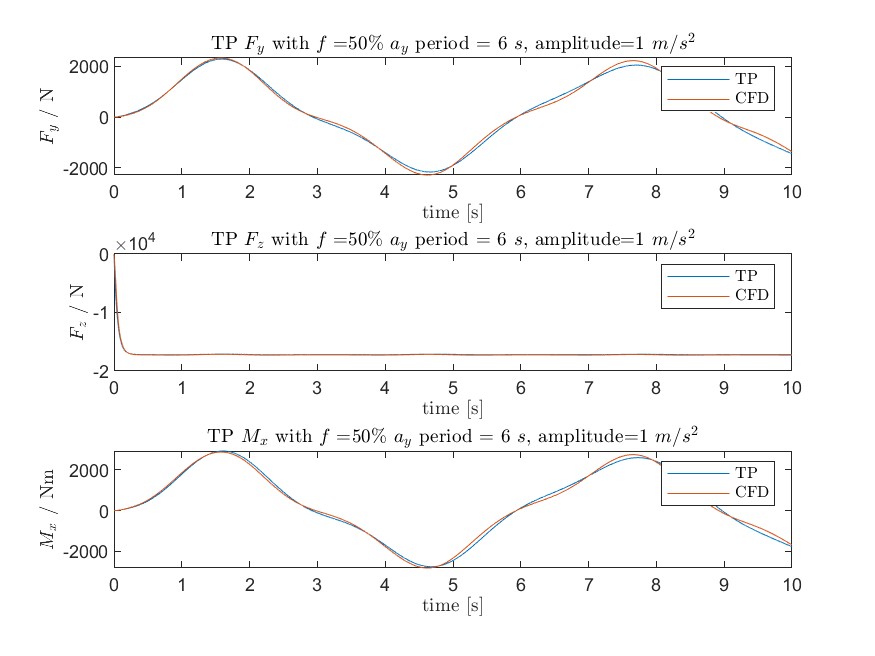 TP $F_y$ with $f$ =50% $a_y$ period = 6 $s$, amplitude=1 $m/s^2$
2000
0
-2000
$F_y$ / N
TP
CFD
0 1 2 3 4 5 6 7 8 9 10
time [s]
TP $F_z$ with $f$ =50% $a_y$ period = 6 $s$, amplitude=1 $m/s^2$
×10⁴
0
-1
-2
$F_z$ / N
TP
CFD
0 1 2 3 4 5 6 7 8 9 10
time [s]
TP $M_x$ with $f$ =50% $a_y$ period = 6 $s$, amplitude=1 $m/s^2$
2000
0
-2000
$M_x$ / Nm
TP
CFD
0 1 2 3 4 5 6 7 8 9 10
time [s]